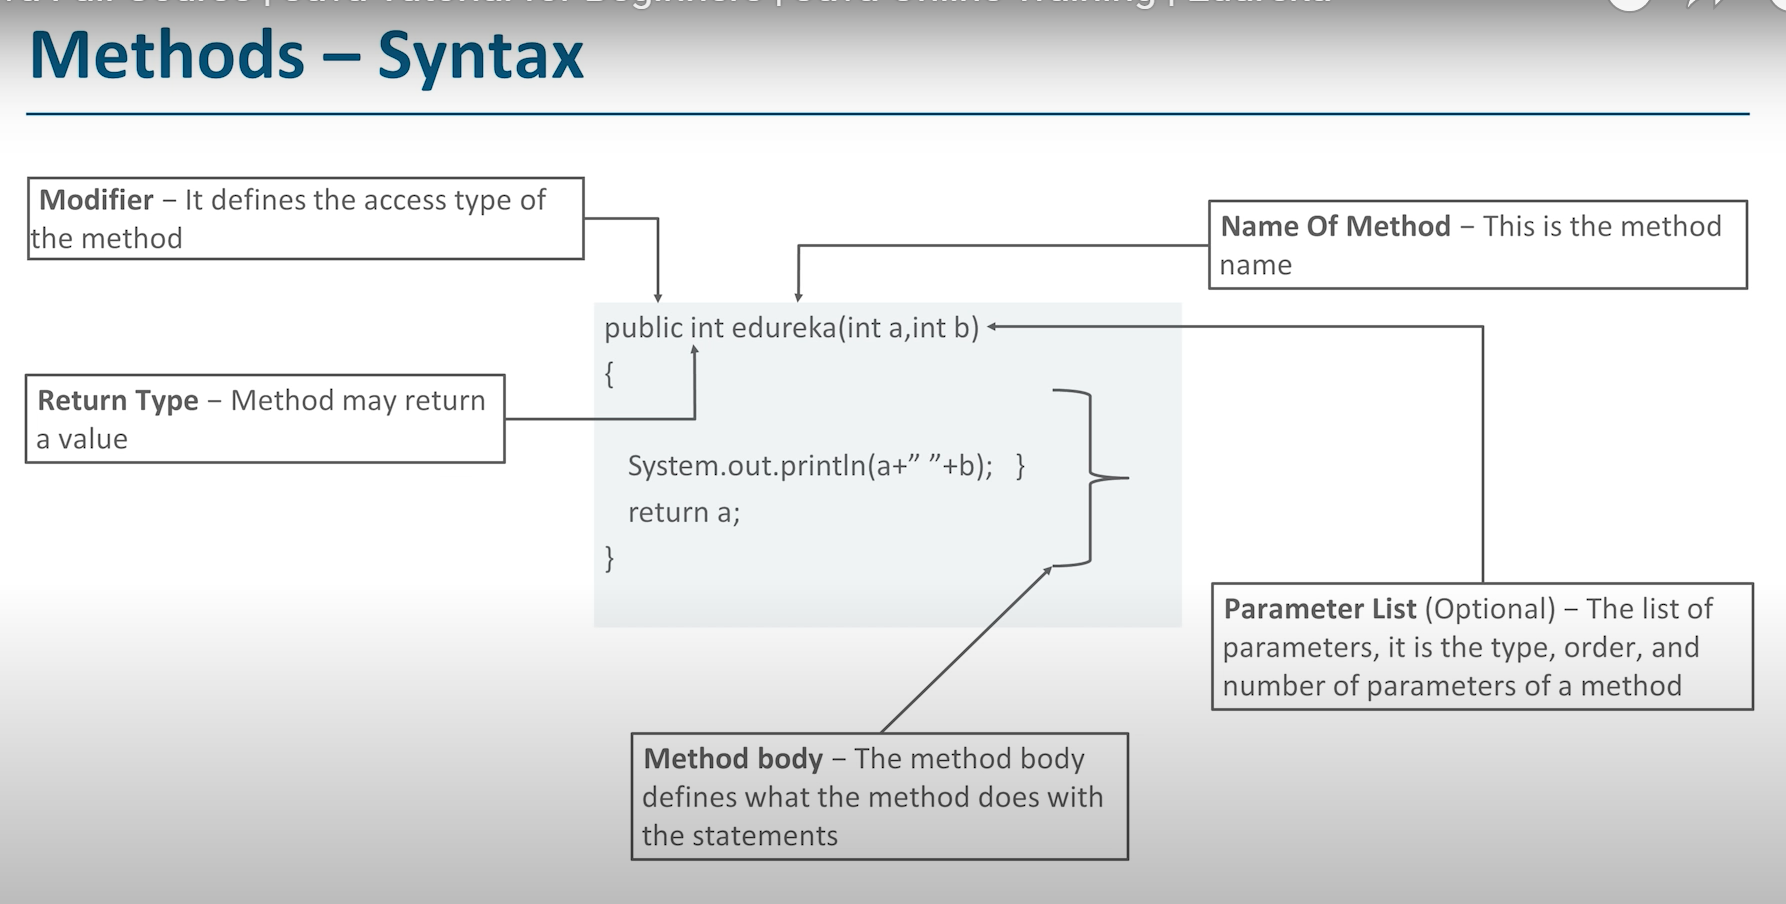 Methods – Syntax
Modifier – It defines the access type of
the method
Name Of Method – This is the method
name
public int edureka(int a,int b)
{
Return Type – Method may return
a value
System.out.println(a+” ”+b); }
return a;
}
Parameter List (Optional) – The list of
parameters, it is the type, order, and
number of parameters of a method
Method body – The method body
defines what the method does with
the statements